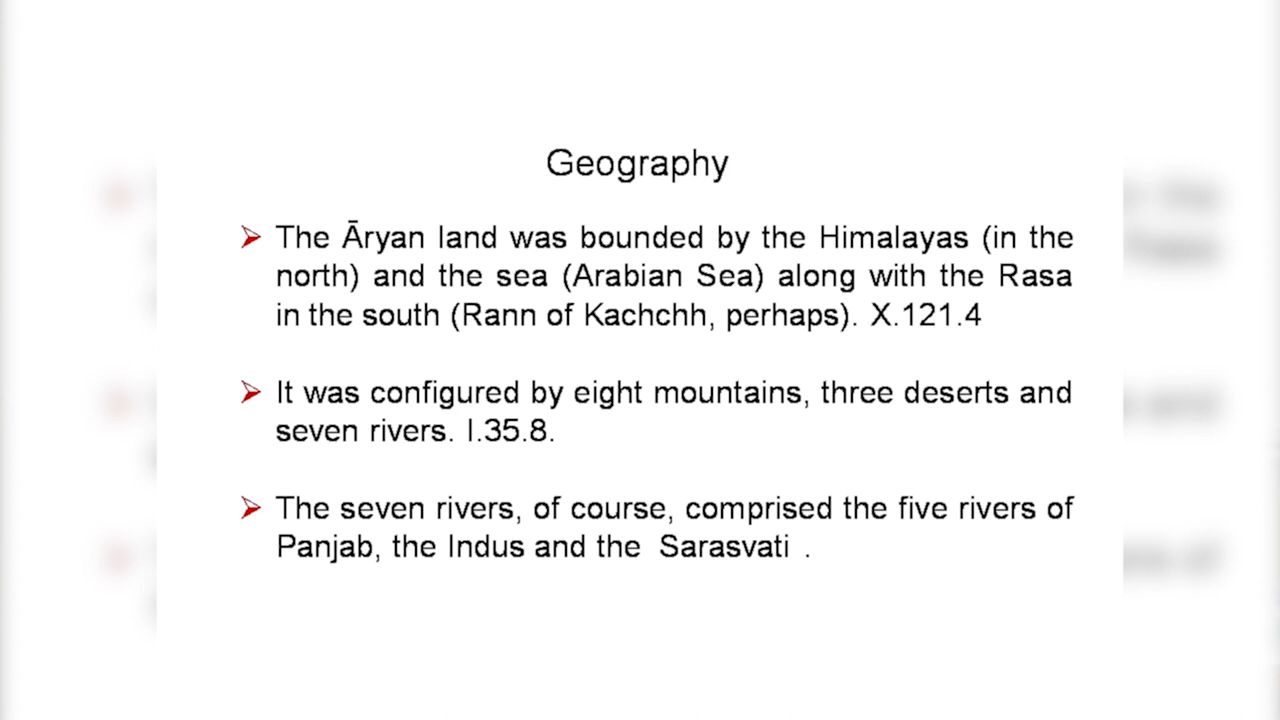 Geography
The Āryan land was bounded by the Himalayas (in the
north) and the sea (Arabian Sea) along with the Rasa
in the south (Rann of Kachchh, perhaps). X.121.4
It was configured by eight mountains, three deserts and
seven rivers. I.35.8.
The seven rivers, of course, comprised the five rivers of
Panjab, the Indus and the Sarasvati .